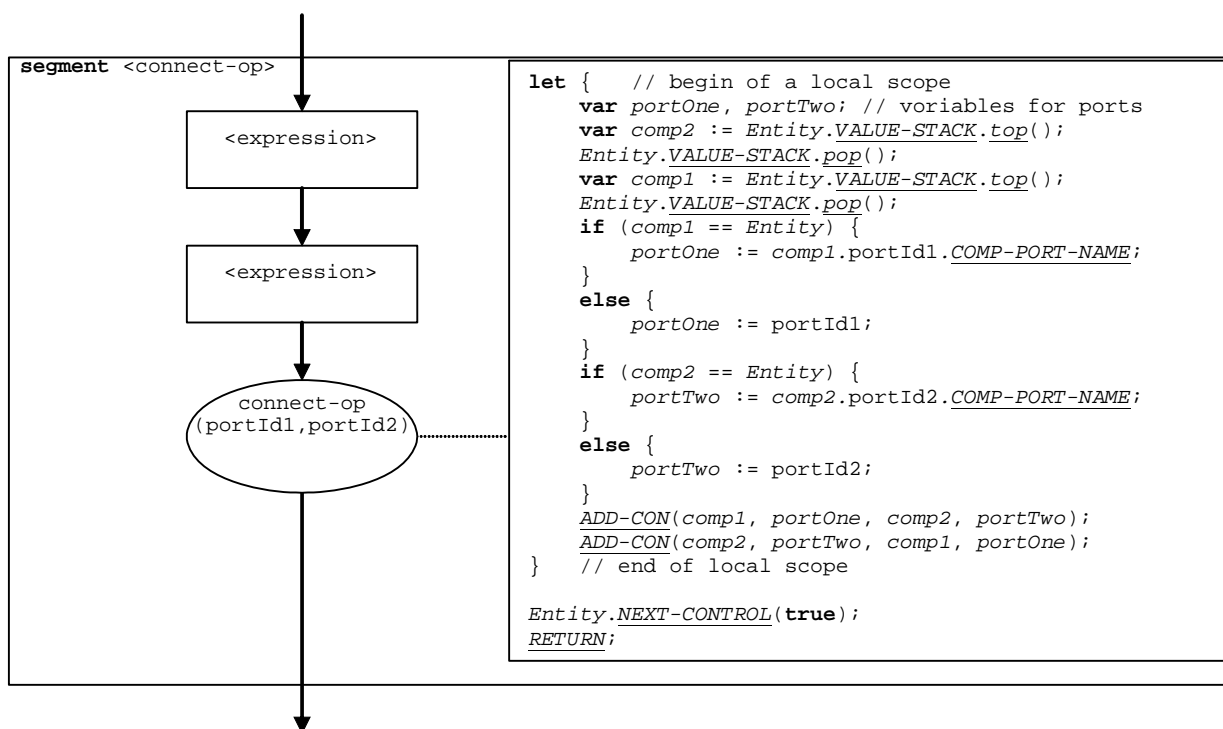 segment <connect-op>
<expression>
<expression>
connect-op
(portId1,portId2)
let {   // begin of a local scope
    var portOne, portTwo; // voriables for ports
    var comp2 := Entity.VALUE-STACK.top();
    Entity.VALUE-STACK.pop();
    var comp1 := Entity.VALUE-STACK.top();
    Entity.VALUE-STACK.pop();
    if (comp1 == Entity) {
        portOne := comp1.portId1.COMP-PORT-NAME;
    }
    else {
        portOne := portId1;
    }
    if (comp2 == Entity) {
        portTwo := comp2.portId2.COMP-PORT-NAME;
    }
    else {
        portTwo := portId2;
    }
    ADD-CON(comp1, portOne, comp2, portTwo);
    ADD-CON(comp2, portTwo, comp1, portOne);
}   // end of local scope
Entity.NEXT-CONTROL(true);
RETURN;